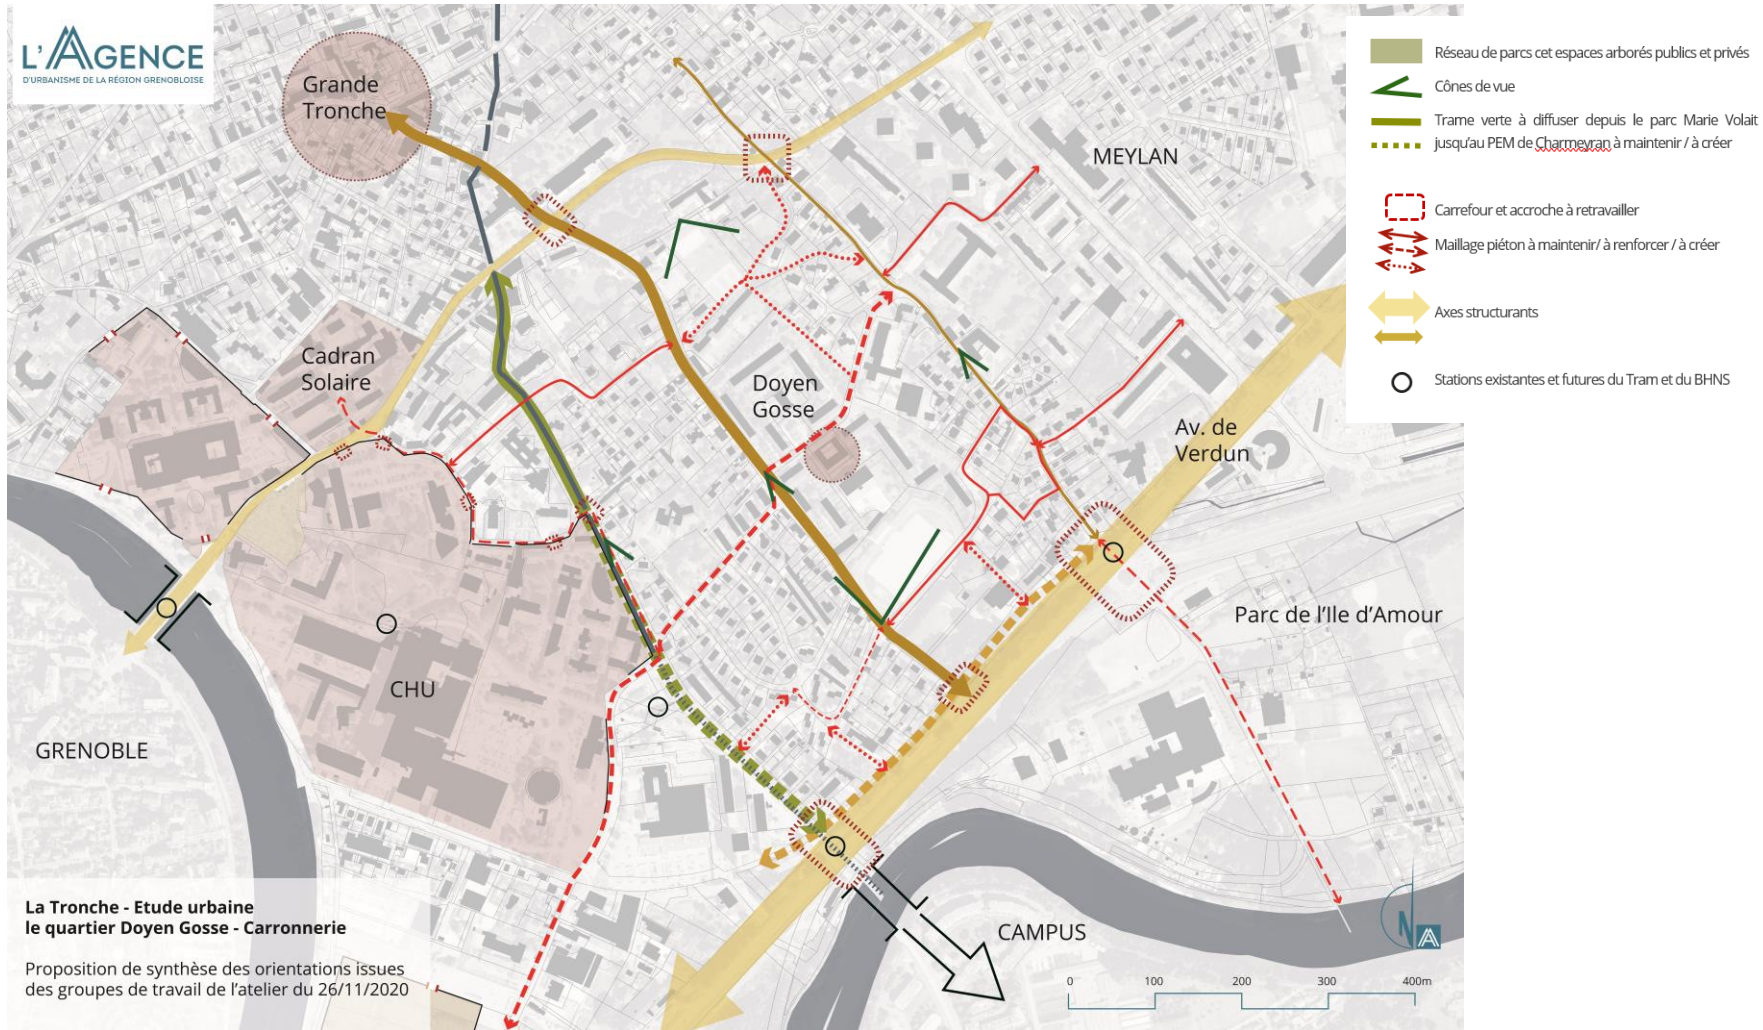 L'AGENCE
D'URBANISME DE LA RÉGION GRENOBLOISE
Grande
Tronche
MEYLAN
Cadran
Solaire
Doyen
Gosse
Av. de
Verdun
Parc de l'Ile d'Amour
CHU
GRENOBLE
CAMPUS
La Tronche - Etude urbaine
le quartier Doyen Gosse - Carronnerie
Proposition de synthèse des orientations issues
des groupes de travail de l'atelier du 26/11/2020
0 100 200 300 400m
N
Réseau de parcs cet espaces arborés publics et privés
Cônes de vue
Trame verte à diffuser depuis le parc Marie Volait
jusqu'au PEM de Charmeyran à maintenir / à créer
Carrefour et accroche à retravailler
Maillage piéton à maintenir/ à renforcer / à créer
Axes structurants
Stations existantes et futures du Tram et du BHNS